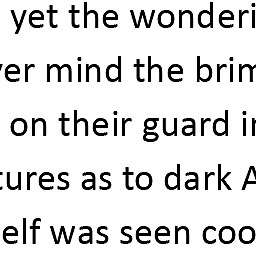 yet the wonderi
ver mind the brim
on their guard in
tures as to dark A
elf was seen coo